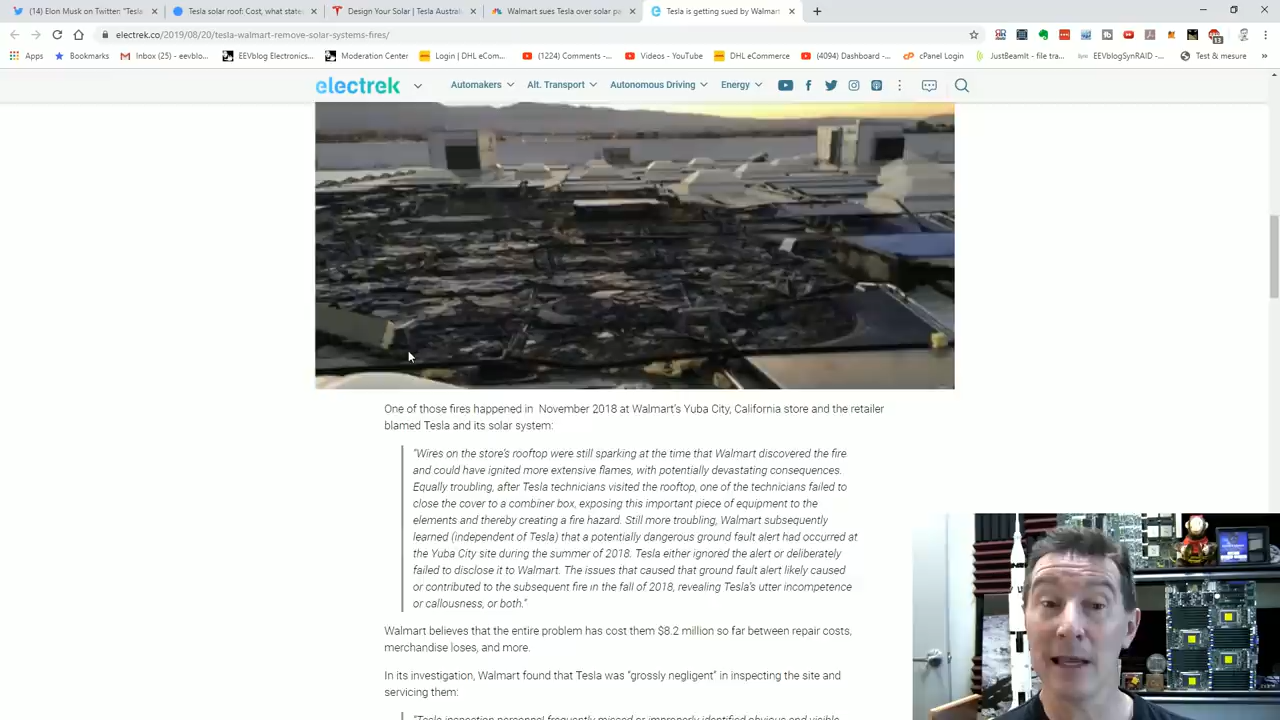 (14) Elon Musk on Twitter: "Tesla
Tesla solar roof: Cost, what state
Design Your Solar | Tesla Austral
Walmart sues Tesla over solar pa
Tesla is getting sued by Walmart
electrek.co/2019/08/20/tesla-walmart-remove-solar-systems-fires/
Apps
Bookmarks
Inbox (25) - eevblo...
EEVblog Electronics...
Moderation Center
Login | DHL eCom...
(1224) Comments -...
Videos - YouTube
DHL eCommerce
(4094) Dashboard -...
cPanel Login
JustBeamIt - file tra...
EEVblogSynRAID -...
Test & measure
electrek
Automakers
Alt. Transport
Autonomous Driving
Energy
One of those fires happened in November 2018 at Walmart's Yuba City, California store and the retailer
blamed Tesla and its solar system:
"Wires on the store's rooftop were still sparking at the time that Walmart discovered the fire
and could have ignited more extensive flames, with potentially devastating consequences.
Equally troubling, after Tesla technicians visited the rooftop, one of the technicians failed to
close the cover to a combiner box, exposing this important piece of equipment to the
elements and thereby creating a fire hazard. Still more troubling, Walmart subsequently
learned (independent of Tesla) that a potentially dangerous ground fault alert had occurred at
the Yuba City site during the summer of 2018. Tesla either ignored the alert or deliberately
failed to disclose it to Walmart. The issues that caused that ground fault alert likely caused
or contributed to the subsequent fire in the fall of 2018, revealing Tesla's utter incompetence
or callousness, or both."
Walmart believes that the entire problem has cost them $8.2 million so far between repair costs,
merchandise loses, and more.
In its investigation, Walmart found that Tesla was "grossly negligent" in inspecting the site and
servicing them:
"Tesla inspection personnel frequently missed or improperly identified obvious and visible